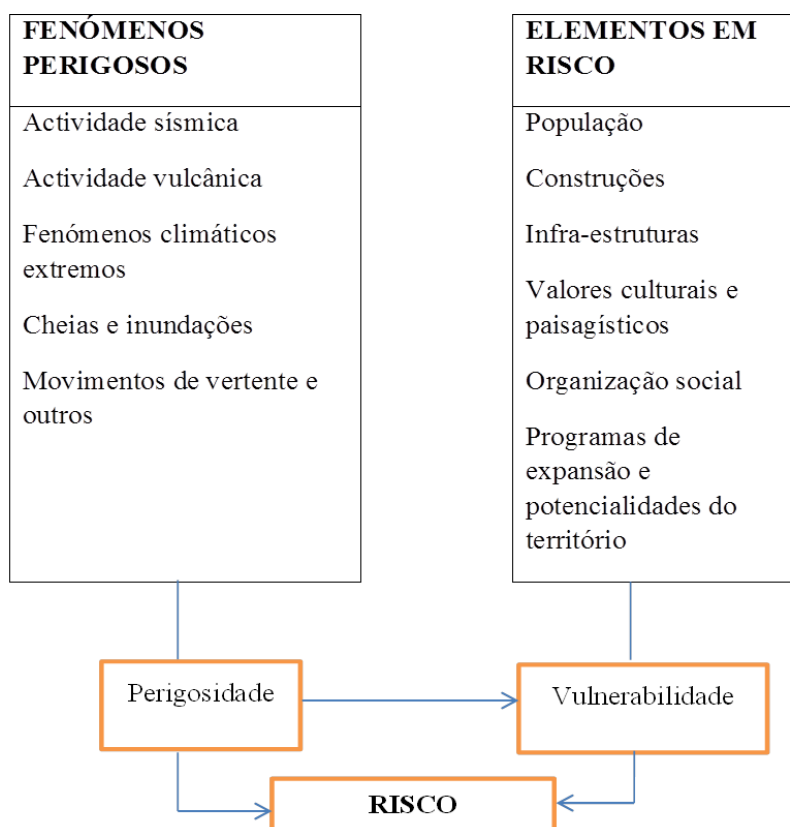 FENÓMENOS
PERIGOSOS
Actividade sísmica
Actividade vulcânica
Fenómenos climáticos
extremos
Cheias e inundações
Movimentos de vertente e
outros
ELEMENTOS EM
RISCO
População
Construções
Infra-estruturas
Valores culturais e
paisagísticos
Organização social
Programas de
expansão e
potencialidades do
território
Perigosidade
Vulnerabilidade
RISCO